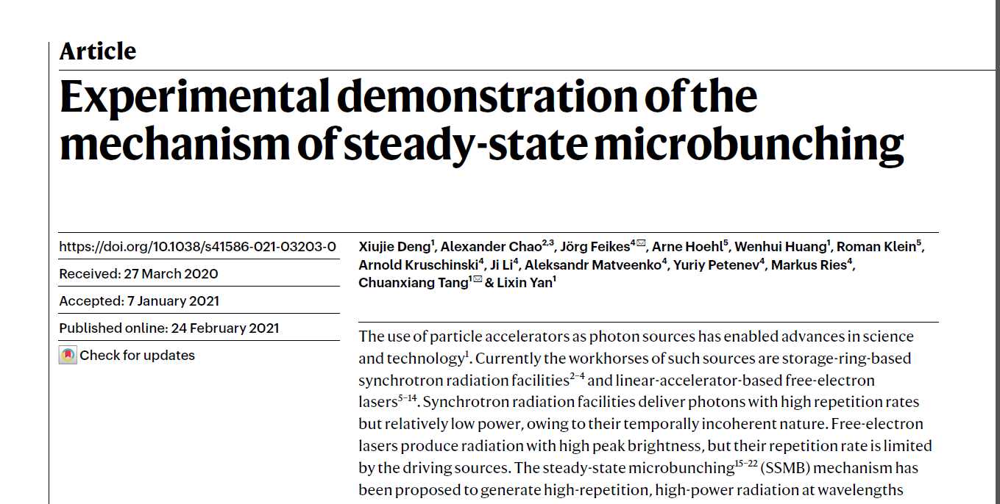 Article
Experimental demonstration of the
mechanism of steady-state microbunching
https://doi.org/10.1038/s41586-021-03203-0
Received: 27 March 2020
Accepted: 7 January 2021
Published online: 24 February 2021
Check for updates
Xiujie Deng¹, Alexander Chao²,³, Jörg Feikes⁴✉, Arne Hoehl⁵, Wenhui Huang¹, Roman Klein⁵,
Arnold Kruschinski⁴, Ji Li⁴, Aleksandr Matveenko⁴, Yuriy Petenev⁴, Markus Ries⁴,
Chuanxiang Tang¹✉ & Lixin Yan¹
The use of particle accelerators as photon sources has enabled advances in science
and technology¹. Currently the workhorses of such sources are storage-ring-based
synchrotron radiation facilities²⁻⁴ and linear-accelerator-based free-electron
lasers⁵⁻¹⁴. Synchrotron radiation facilities deliver photons with high repetition rates
but relatively low power, owing to their temporally incoherent nature. Free-electron
lasers produce radiation with high peak brightness, but their repetition rate is limited
by the driving sources. The steady-state microbunching¹⁵⁻²² (SSMB) mechanism has
been proposed to generate high-repetition, high-power radiation at wavelengths